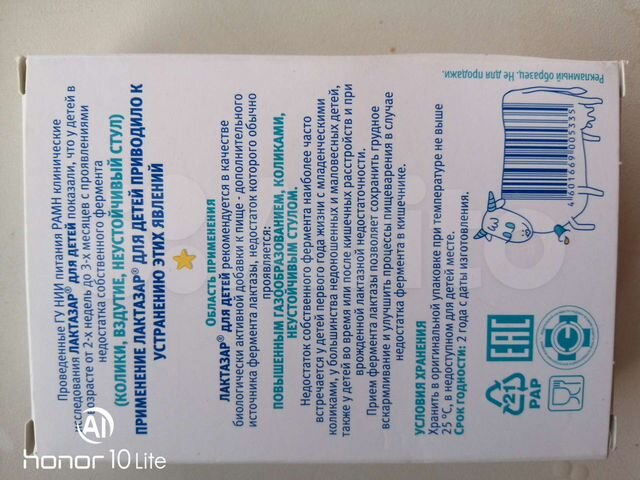 Проведенные ГУ НИИ питания РАМН клинические
исследования ЛАКТАЗАР® ДЛЯ ДЕТЕЙ показали, что у детей в
возрасте от 2-х недель до 3-х месяцев с проявлениями
недостатка собственного фермента
(КОЛИКИ, ВЗДУТИЕ, НЕУСТОЙЧИВЫЙ СТУЛ)
ПРИМЕНЕНИЕ ЛАКТАЗАР® ДЛЯ ДЕТЕЙ ПРИВОДИЛО К
УСТРАНЕНИЮ ЭТИХ ЯВЛЕНИЙ
ОБЛАСТЬ ПРИМЕНЕНИЯ
ЛАКТАЗАР® ДЛЯ ДЕТЕЙ рекомендуется в качестве
биологически активной добавки к пище - дополнительного
источника фермента лактазы, недостаток которого обычно
проявляется:
ПОВЫШЕННЫМ ГАЗООБРАЗОВАНИЕМ, КОЛИКАМИ,
НЕУСТОЙЧИВЫМ СТУЛОМ.
Недостаток собственного фермента наиболее часто
встречается у детей первого года жизни с младенческими
коликами, у большинства недоношенных и маловесных детей,
также у детей во время или после кишечных расстройств и при
врожденной лактазной недостаточности.
Прием фермента лактазы позволяет сохранить грудное
вскармливание и улучшить процессы пищеварения в случае
недостатка фермента в кишечнике.
УСЛОВИЯ ХРАНЕНИЯ
Хранить в оригинальной упаковке при температуре не выше
25 °С, в недоступном для детей месте.
СРОК ГОДНОСТИ: 2 года с даты изготовления.
Рекламный образец. Не для продажи.
4 601669 005335
EAC
21
PAP
Avito
AI
honor 10 Lite